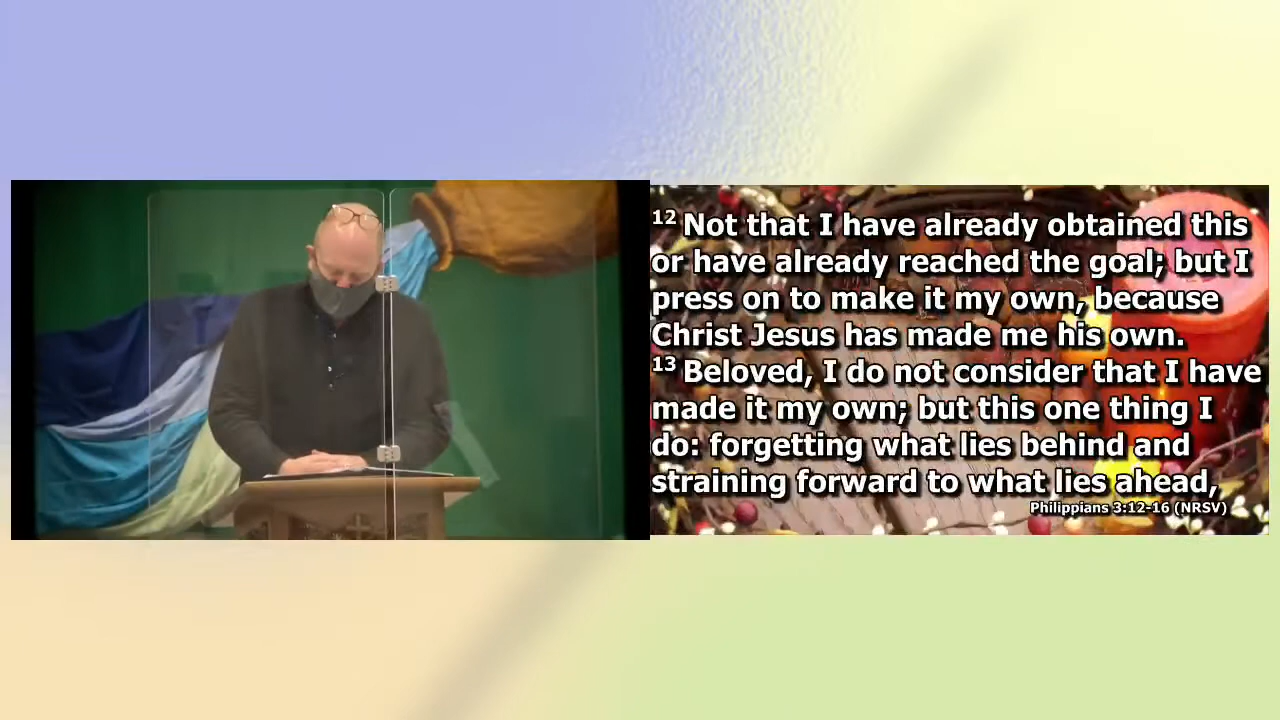 12 Not that I have already obtained this
or have already reached the goal; but I
press on to make it my own, because
Christ Jesus has made me his own.
13 Beloved, I do not consider that I have
made it my own; but this one thing I
do: forgetting what lies behind and
straining forward to what lies ahead,
Philippians 3:12-16 (NRSV)